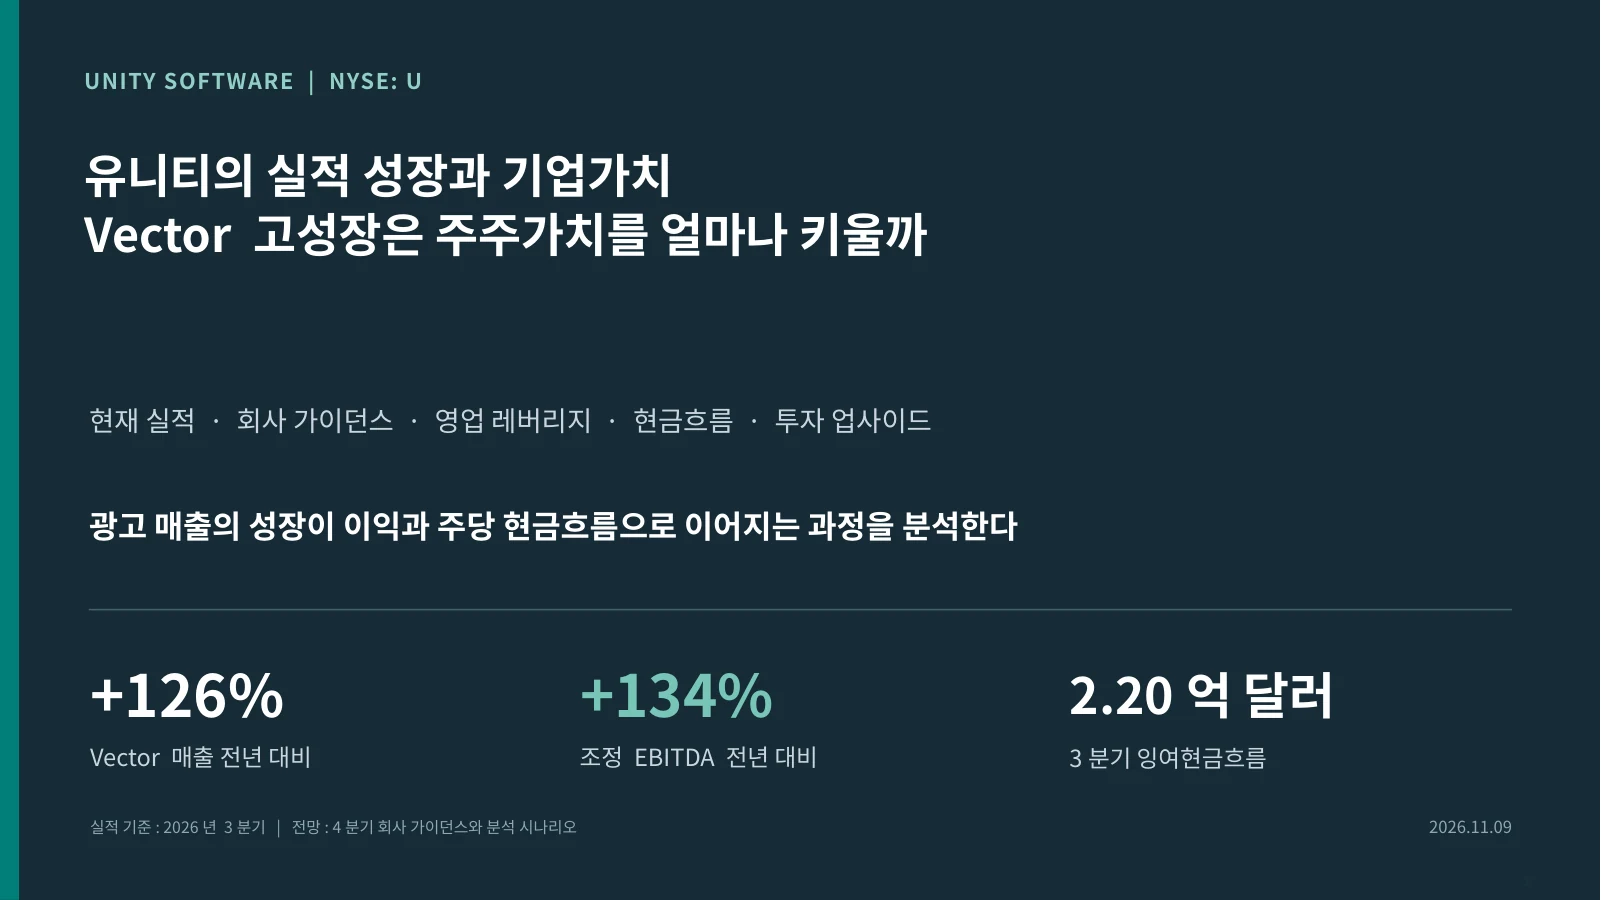 UNITY SOFTWARE | NYSE: U
유니티의 실적 성장과 기업가치
Vector 고성장은 주주가치를 얼마나 키울까
현재 실적 · 회사 가이던스 · 영업 레버리지 · 현금흐름 · 투자 업사이드
광고 매출의 성장이 이익과 주당 현금흐름으로 이어지는 과정을 분석한다
+126% +134% 2.20 억 달러
Vector 매출 전년 대비 조정 EBITDA 전년 대비 3 분기 잉여현금흐름
실적 기준 : 2026 년 3 분기 | 전망 : 4 분기 회사 가이던스와 분석 시나리오 2026.11.09